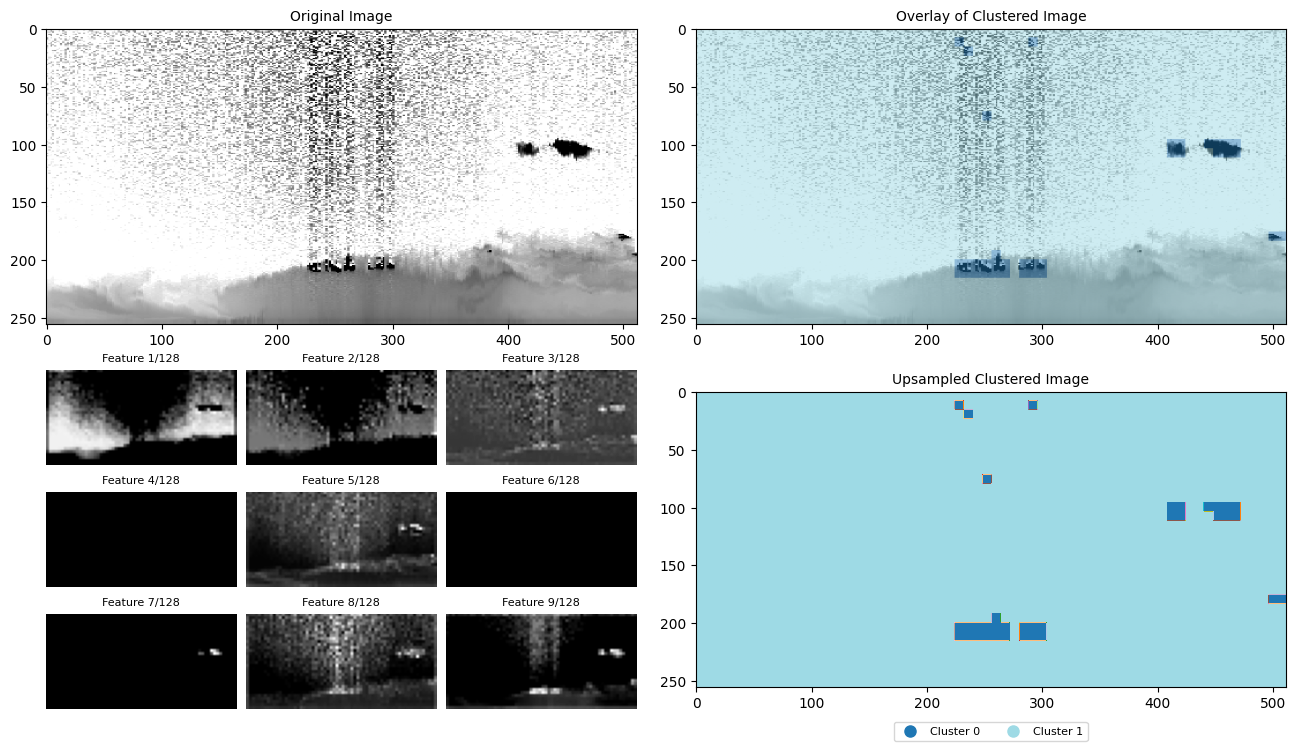 Original Image
0
50
100
150
200
250
0 100 200 300 400 500
Overlay of Clustered Image
0
50
100
150
200
250
0 100 200 300 400 500
Feature 1/128 Feature 2/128 Feature 3/128
Feature 4/128 Feature 5/128 Feature 6/128
Feature 7/128 Feature 8/128 Feature 9/128
Upsampled Clustered Image
0
50
100
150
200
250
0 100 200 300 400 500
Cluster 0 Cluster 1